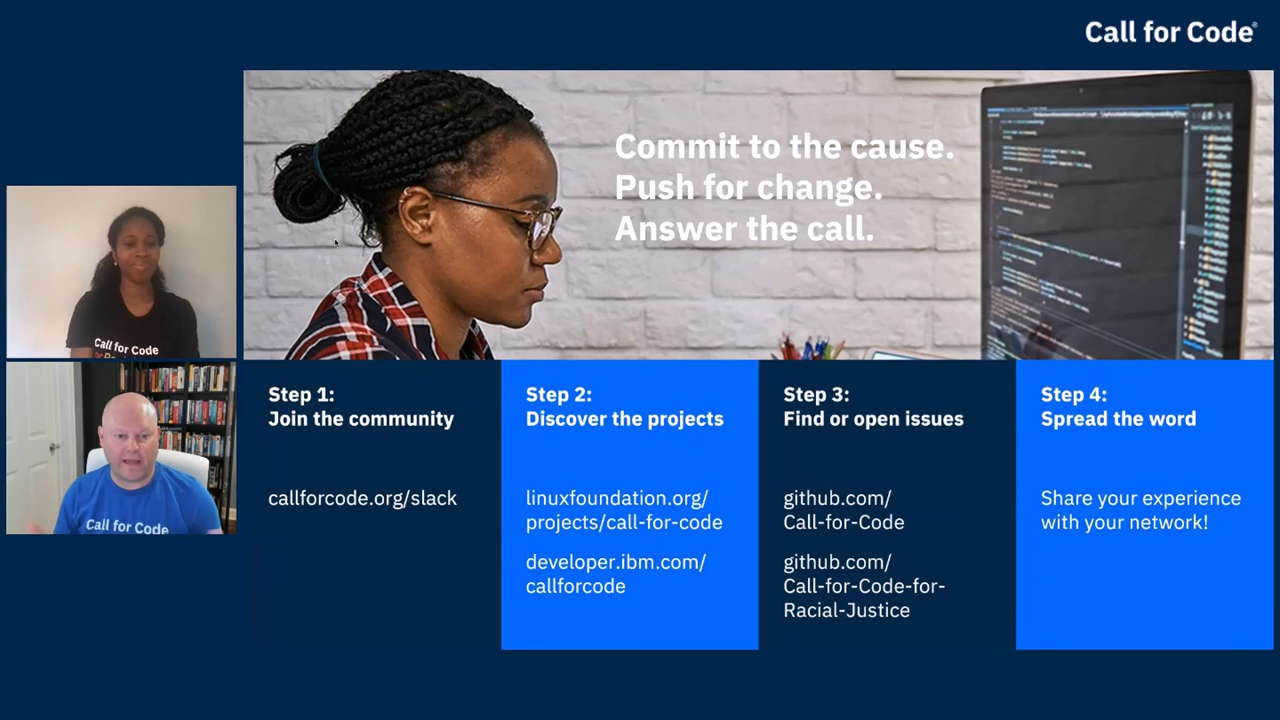 Call for Code®
Commit to the cause.
Push for change.
Answer the call.
Call for Code
Call for Code
Step 1:
Join the community
callforcode.org/slack
Step 2:
Discover the projects
linuxfoundation.org/
projects/call-for-code
developer.ibm.com/
callforcode
Step 3:
Find or open issues
github.com/
Call-for-Code
github.com/
Call-for-Code-for-
Racial-Justice
Step 4:
Spread the word
Share your experience
with your network!